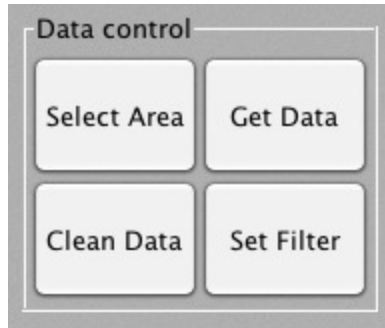 Data control
Select Area
Get Data
Clean Data
Set Filter